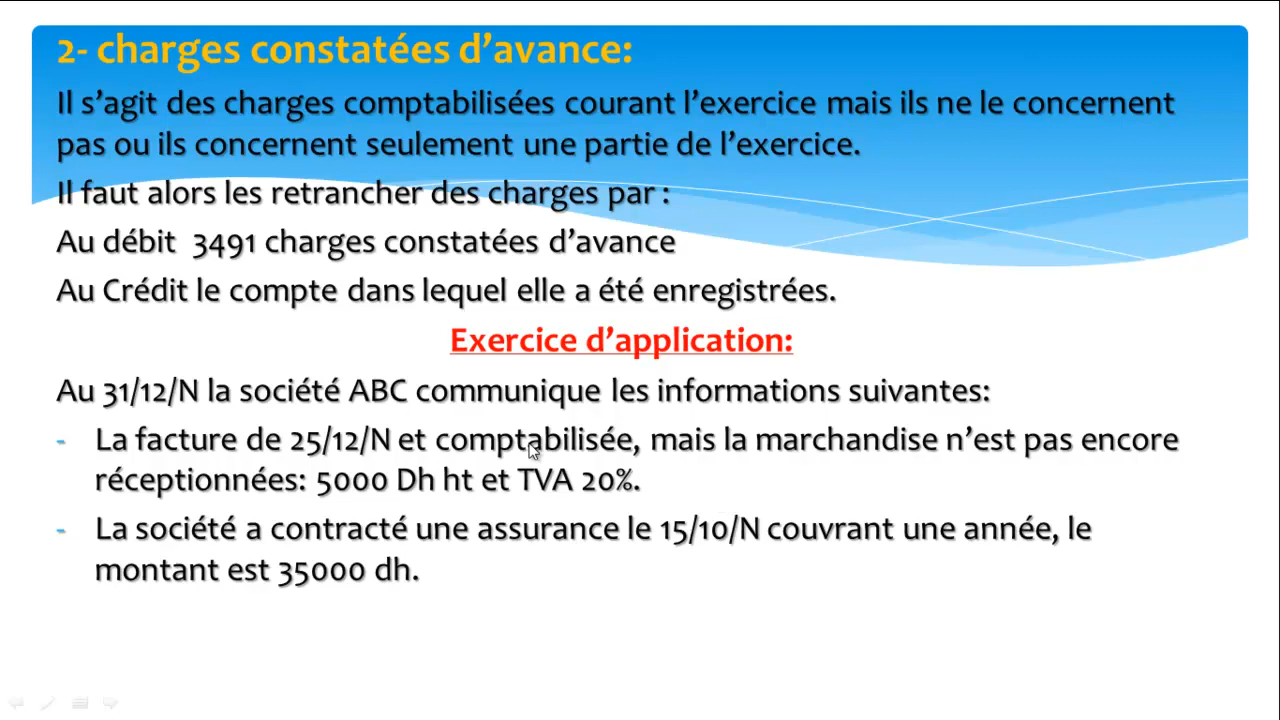 2- charges constatées d’avance:
Il s’agit des charges comptabilisées courant l’exercice mais ils ne le concernent
pas ou ils concernent seulement une partie de l’exercice.
Il faut alors les retrancher des charges par :
Au débit 3491 charges constatées d’avance
Au Crédit le compte dans lequel elle a été enregistrées.
Exercice d’application:
Au 31/12/N la société ABC communique les informations suivantes:
- La facture de 25/12/N et comptabilisée, mais la marchandise n’est pas encore
réceptionnées: 5000 Dh ht et TVA 20%.
- La société a contracté une assurance le 15/10/N couvrant une année, le
montant est 35000 dh.